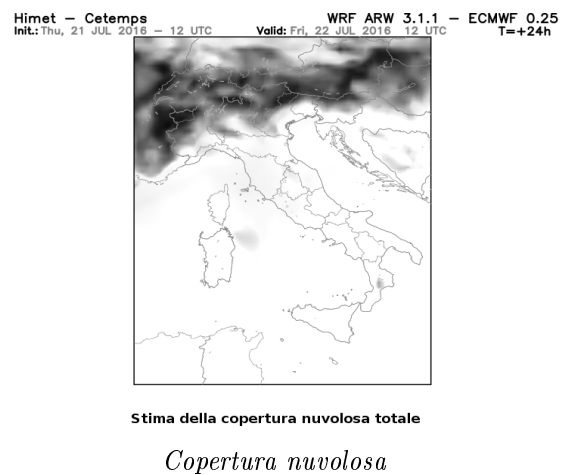 Himet – Cetemps WRF ARW 3.1.1 – ECMWF 0.25
Init.: Thu, 21 JUL 2016 – 12 UTC Valid: Fri, 22 JUL 2016 12 UTC T=+24h
Stima della copertura nuvolosa totale
Copertura nuvolosa